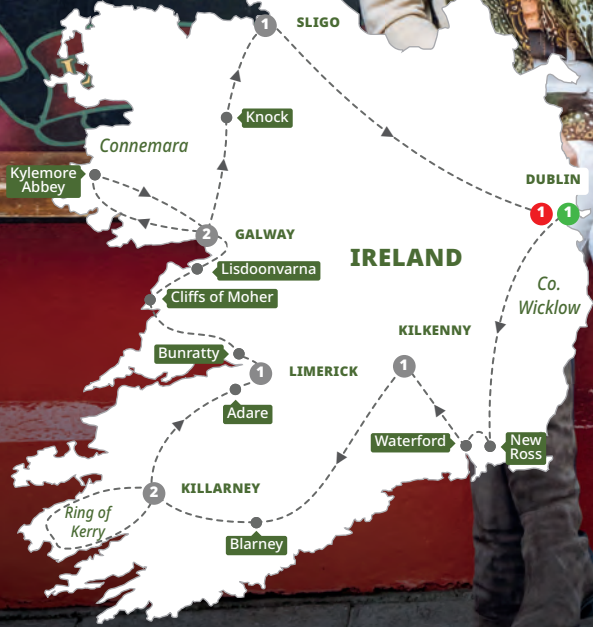 1
SLIGO
Knock
Connemara
Kylemore
Abbey
DUBLIN
1
1
2
GALWAY
IRELAND
Lisdoonvarna
Co.
Wicklow
Cliffs of Moher
KILKENNY
Bunratty
1
LIMERICK
1
Adare
Waterford
New
Ross
2
KILLARNEY
Ring of
Kerry
Blarney